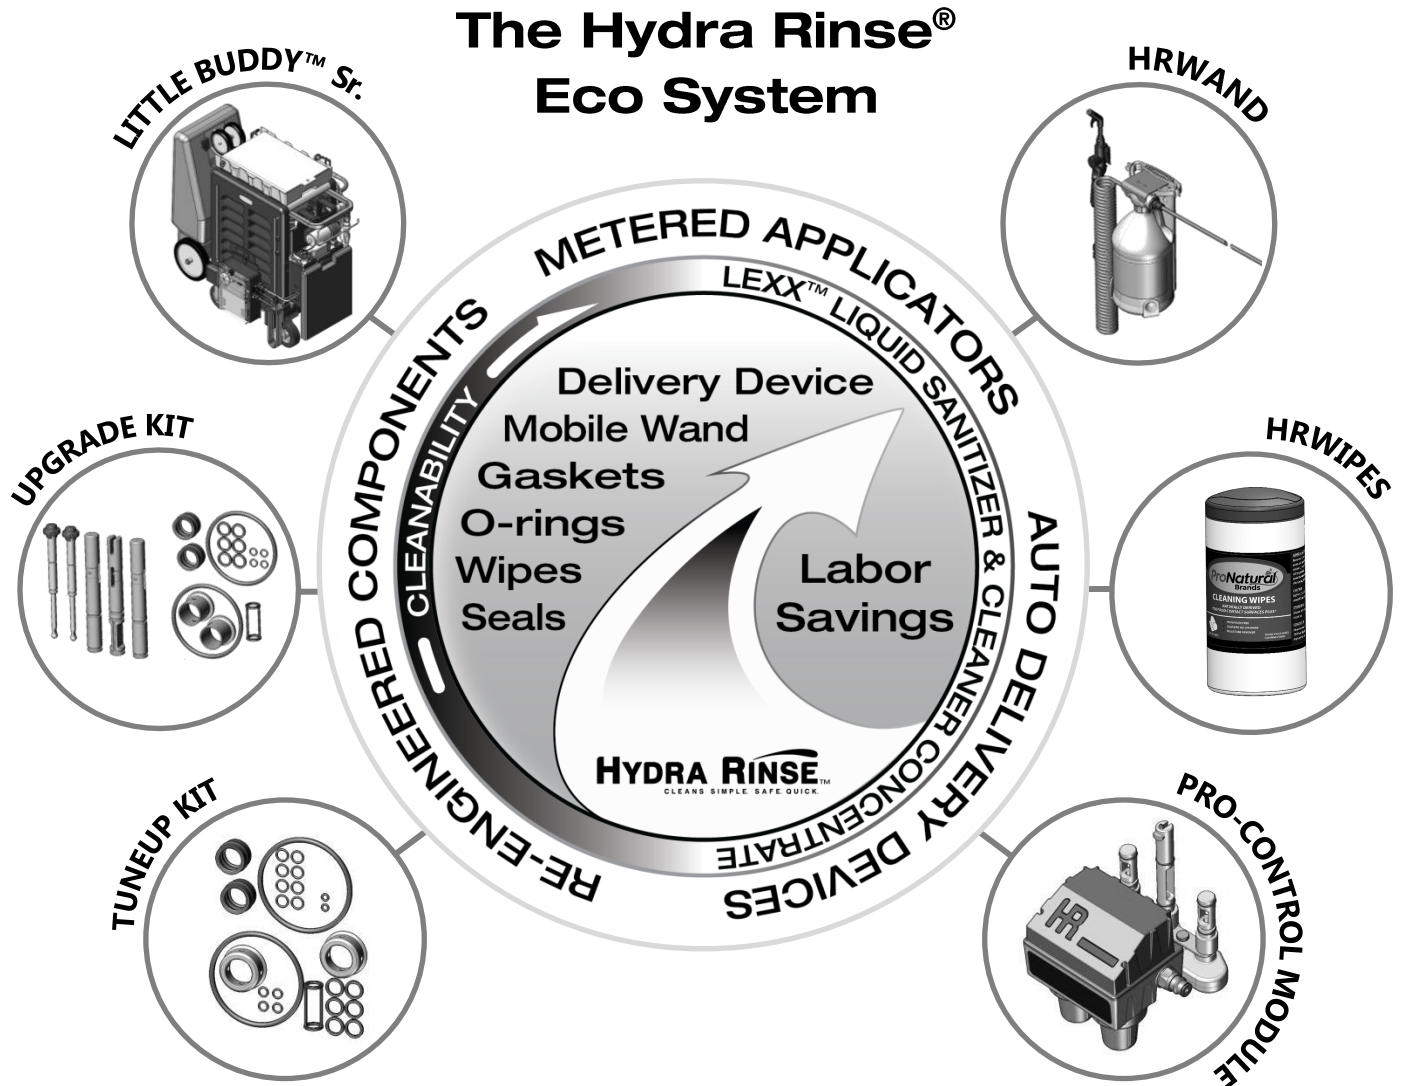 The Hydra Rinse®
Eco System
LITTLE BUDDY™ Sr.
HRWAND
UPGRADE KIT
HRWIPES
TUNEUP KIT
PRO-CONTROL MODULE
METERED APPLICATORS
AUTO DELIVERY DEVICES
RE-ENGINEERED COMPONENTS
LEXX™ LIQUID SANITIZER & CLEANER CONCENTRATE
CLEANABILITY
Delivery Device
Mobile Wand
Gaskets
O-rings
Wipes
Seals
Labor
Savings
HYDRA RINSE™
CLEANS SIMPLE. SAFE. QUICK.
ProNatural
Brands
CLEANING WIPES
HR